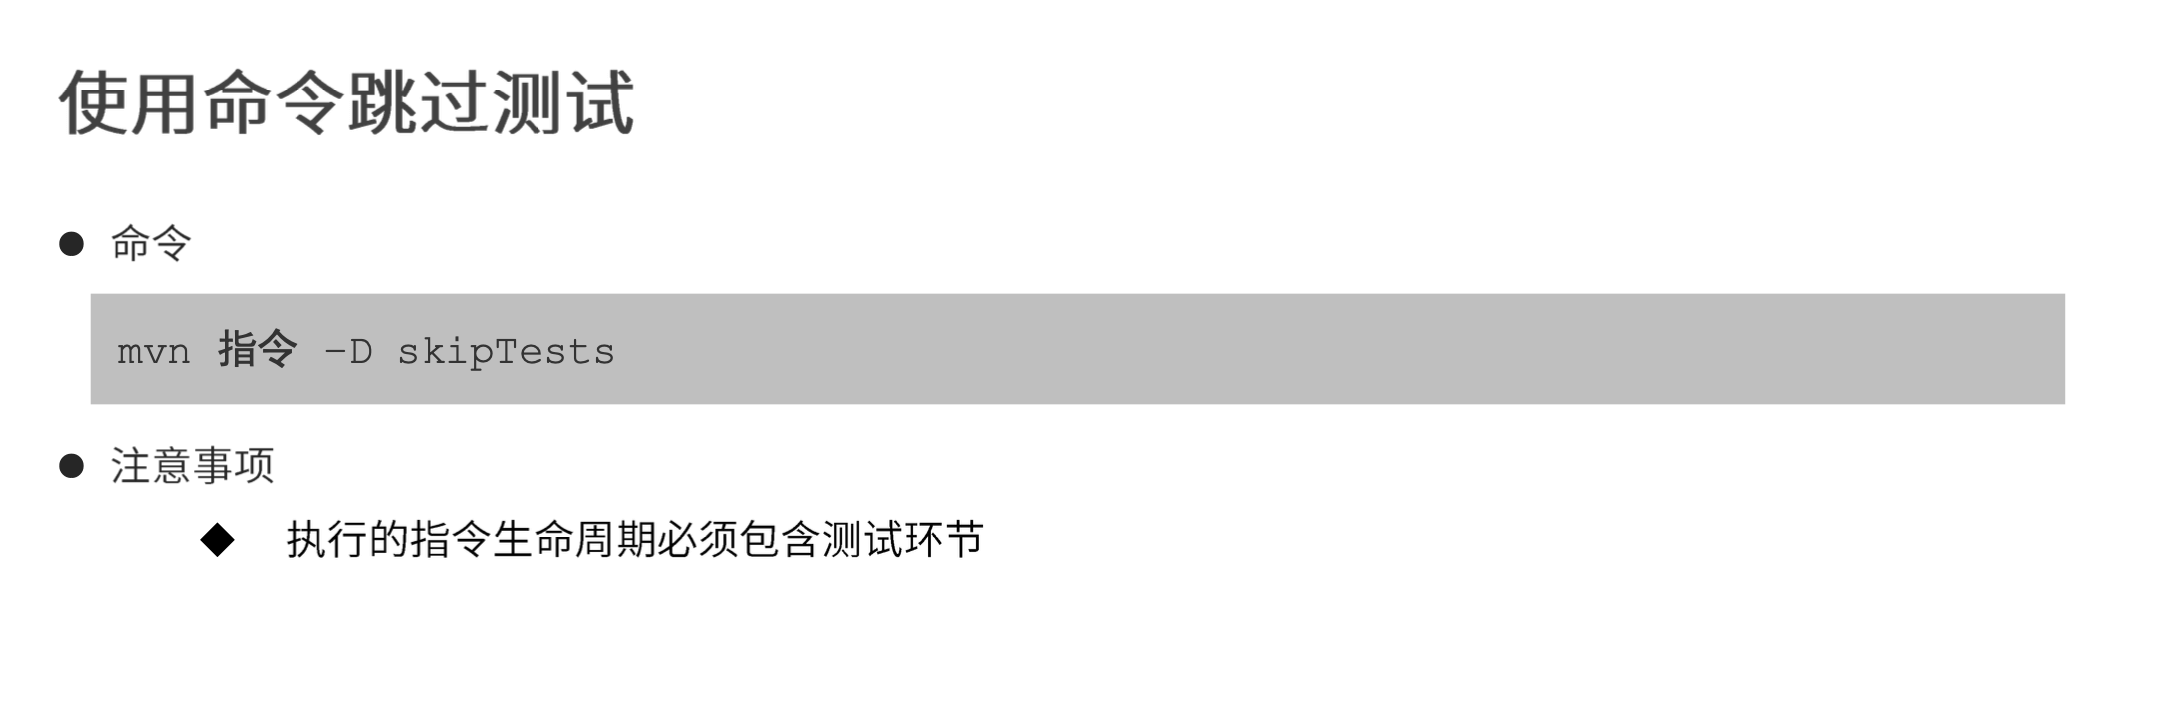 使用命令跳过测试
● 命令
mvn 指令 –D skipTests
● 注意事项
◆ 执行的指令生命周期必须包含测试环节